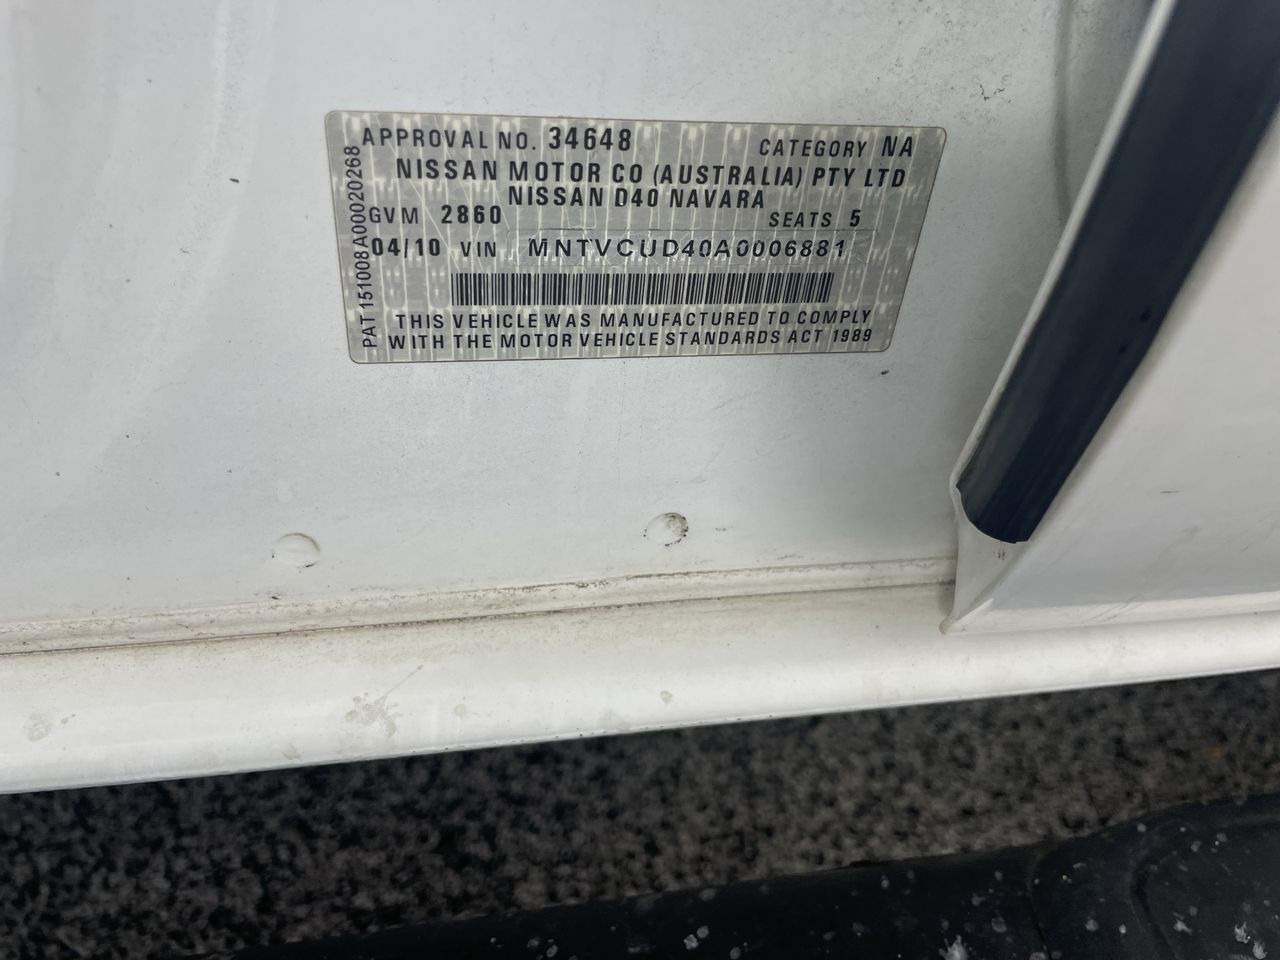 APPROVAL NO. 34648 CATEGORY NA
NISSAN MOTOR CO (AUSTRALIA) PTY LTD
NISSAN D40 NAVARA
GVM 2860 SEATS 5
04/10 VIN MNTVCUD40A0006881
THIS VEHICLE WAS MANUFACTURED TO COMPLY
WITH THE MOTOR VEHICLE STANDARDS ACT 1989
PAT 151008A00020268